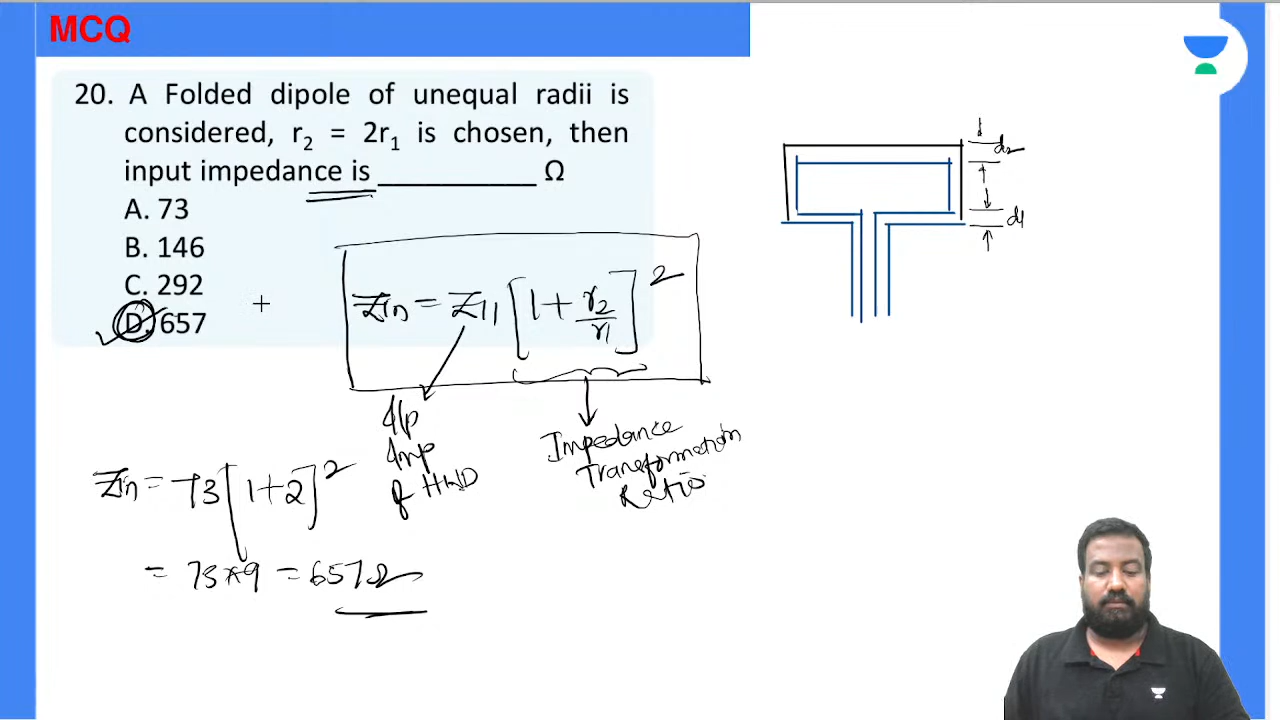 MCQ
20. A Folded dipole of unequal radii is
considered, r₂ = 2r₁ is chosen, then
input impedance is ____________ Ω
A. 73
B. 146
C. 292
D. 657
Zin = Z11 [1 + r2/r1]²
I/p
Imp
of HWD
Impedance
Transformation
Ratio
Zin = 73 [1+2]²
= 73*9 = 657Ω
d2
d1